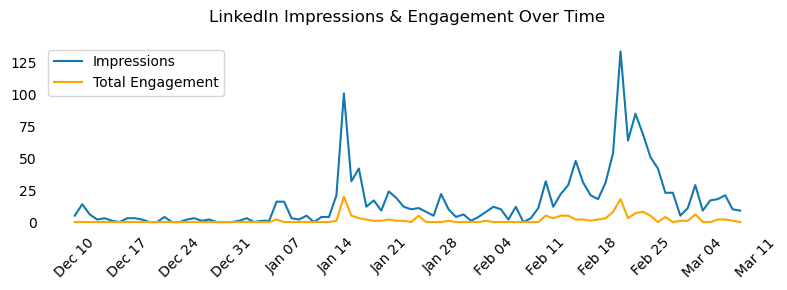 LinkedIn Impressions & Engagement Over Time
Impressions
Total Engagement
125
100
75
50
25
0
Dec 10
Dec 17
Dec 24
Dec 31
Jan 07
Jan 14
Jan 21
Jan 28
Feb 04
Feb 11
Feb 18
Feb 25
Mar 04
Mar 11